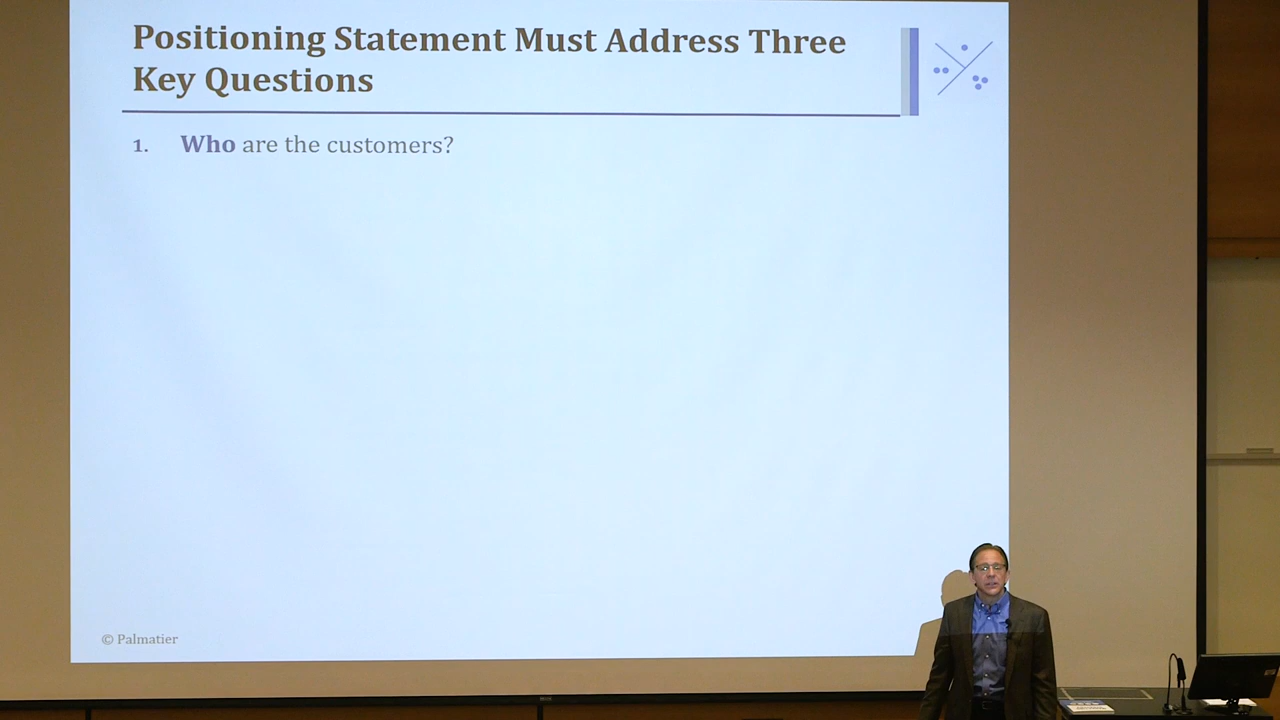 Positioning Statement Must Address Three
Key Questions
1. Who are the customers?
© Palmatier